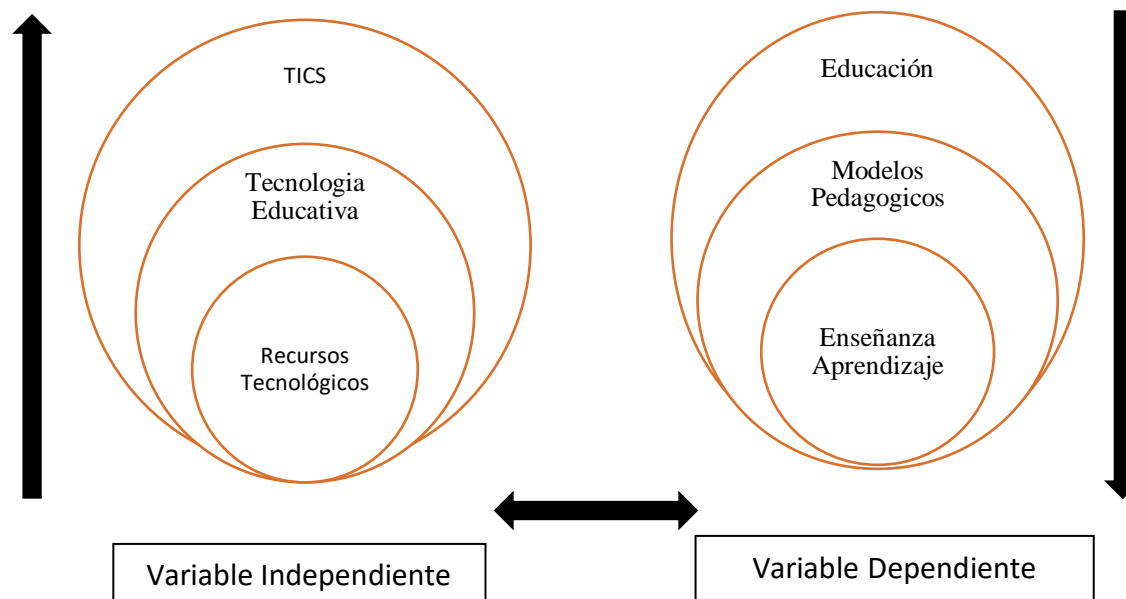 TICS
Tecnologia
Educativa
Recursos
Tecnológicos
Variable Independiente
Educación
Modelos
Pedagogicos
Enseñanza
Aprendizaje
Variable Dependiente